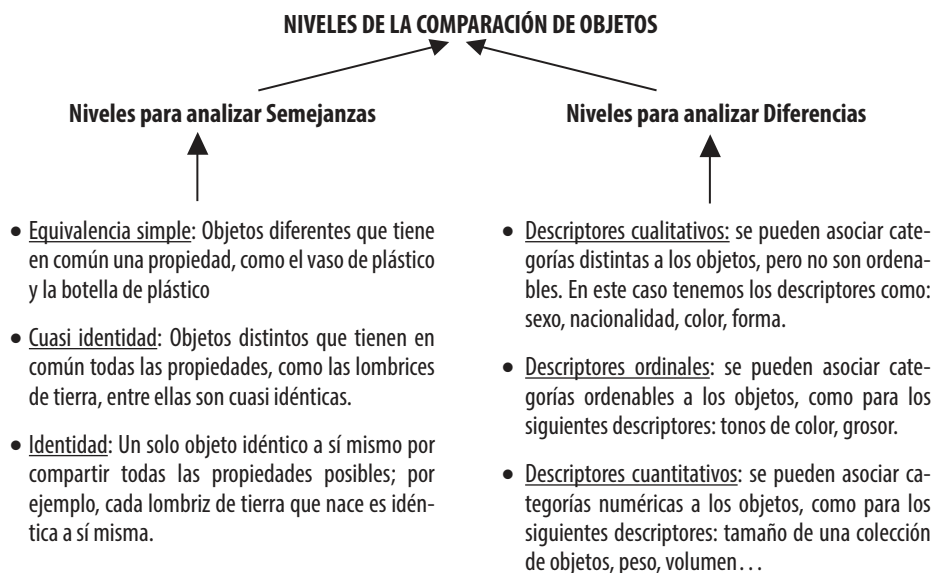 NIVELES DE LA COMPARACIÓN DE OBJETOS
Niveles para analizar Semejanzas
• Equivalencia simple: Objetos diferentes que tiene
en común una propiedad, como el vaso de plástico
y la botella de plástico
• Cuasi identidad: Objetos distintos que tienen en
común todas las propiedades, como las lombrices
de tierra, entre ellas son cuasi idénticas.
• Identidad: Un solo objeto idéntico a sí mismo por
compartir todas las propiedades posibles; por
ejemplo, cada lombriz de tierra que nace es idén-
tica a sí misma.
Niveles para analizar Diferencias
• Descriptores cualitativos: se pueden asociar cate-
gorías distintas a los objetos, pero no son ordena-
bles. En este caso tenemos los descriptores como:
sexo, nacionalidad, color, forma.
• Descriptores ordinales: se pueden asociar cate-
gorías ordenables a los objetos, como para los
siguientes descriptores: tonos de color, grosor.
• Descriptores cuantitativos: se pueden asociar ca-
tegorías numéricas a los objetos, como para los
siguientes descriptores: tamaño de una colección
de objetos, peso, volumen…